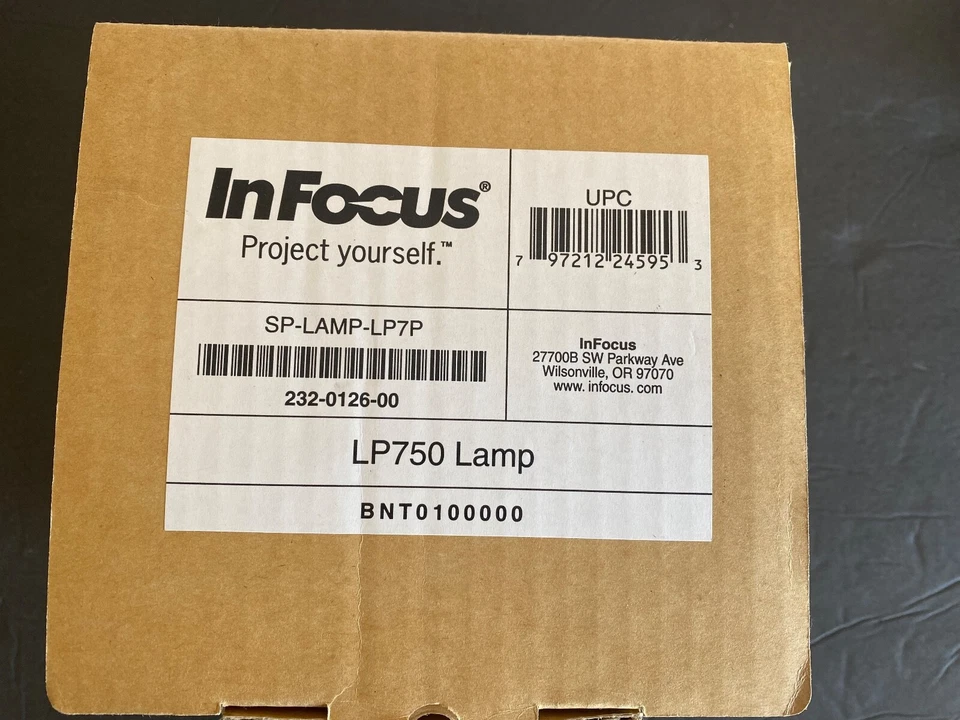 InFocus®
Project yourself.™
UPC
7 97212 24595 3
SP-LAMP-LP7P
232-0126-00
InFocus
27700B SW Parkway Ave
Wilsonville, OR 97070
www. infocus. com
LP750 Lamp
BNT0100000